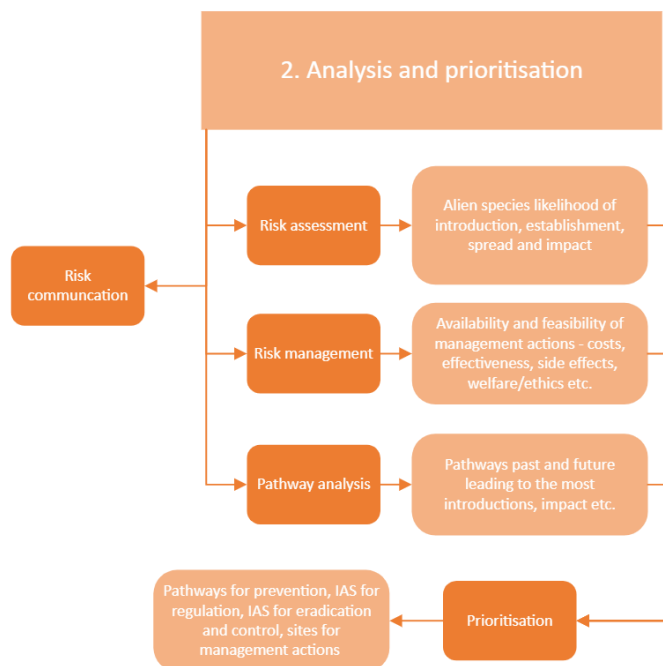 2. Analysis and prioritisation
Risk assessment
Alien species likelihood of
introduction, establishment,
spread and impact
Risk
communcation
Risk management
Availability and feasibility of
management actions - costs,
effectiveness, side effects,
welfare/ethics etc.
Pathway analysis
Pathways past and future
leading to the most
introductions, impact etc.
Pathways for prevention, IAS for
regulation, IAS for eradication
and control, sites for
management actions
Prioritisation